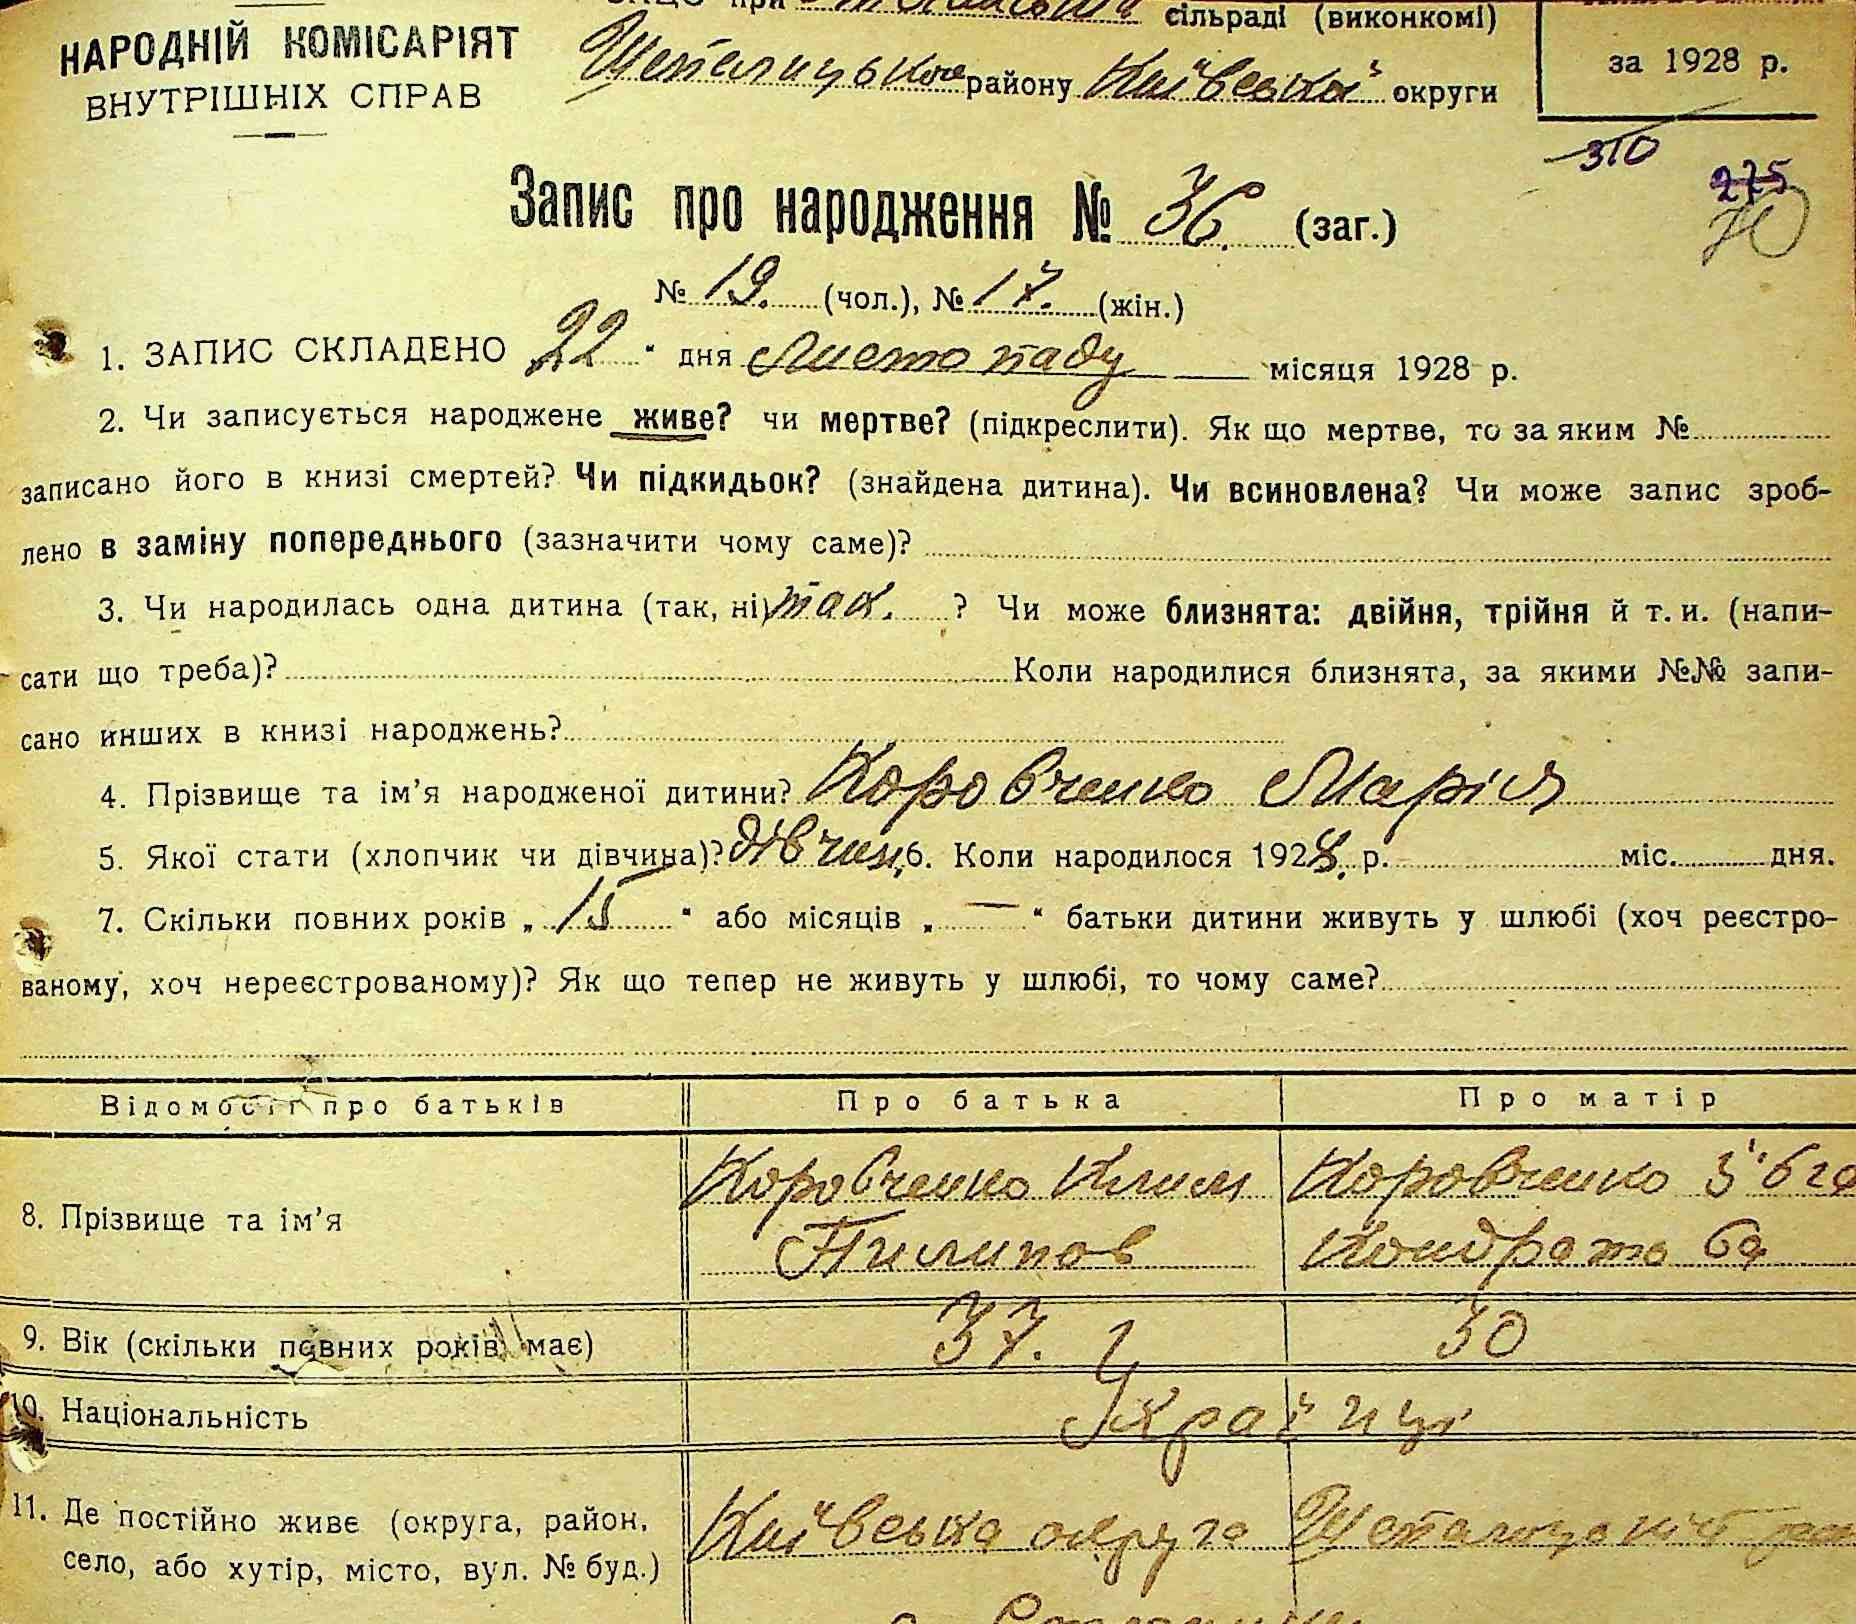 при сільраді (виконкомі)
НАРОДНІЙ КОМІСАРІЯТ
ВНУТРІШНІХ СПРАВ
району Київської округи
за 1928 р.
310
275
70
Запис про народження № 36. (заг.)
№ 19. (чол.), № 17. (жін.)
1. ЗАПИС СКЛАДЕНО 22 " дня Листопаду місяця 1928 р.
2. Чи записується народжене живе? чи мертве? (підкреслити). Як що мертве, то за яким №
записано його в книзі смертей? Чи підкидьок? (знайдена дитина). Чи всиновлена? Чи може запис зроб-
лено в заміну попереднього (зазначити чому саме)?
3. Чи народилась одна дитина (так, ні) так. ? Чи може близнята: двійня, трійня й т. и. (напи-
сати що треба)? Коли народилися близнята, за якими №№ запи-
сано инших в книзі народжень?
4. Прізвище та ім'я народженої дитини? Коровченко Марія
5. Якої стати (хлопчик чи дівчина)? дівчин. 6. Коли народилося 1928. р. міс. дня.
7. Скільки повних років „ 15 " або місяців „ — " батьки дитини живуть у шлюбі (хоч реєстро-
ваному, хоч нереєстрованому)? Як що тепер не живуть у шлюбі, то чому саме?
Відомості про батьків Про батька Про матір
8. Прізвище та ім'я Коровченко Клим Коровченко
Пилипов Кондратова
9. Вік (скільки повних років має) 37. 30
10. Національність Українці
11. Де постійно живе (округа, район, Київська округа
село, або хутір, місто, вул. № буд.)